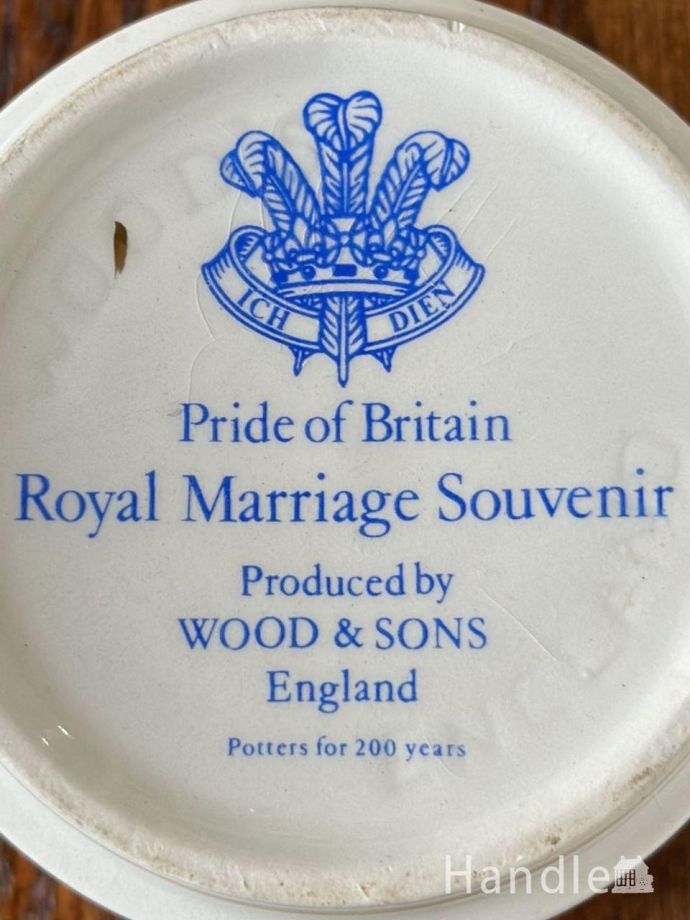 ICH DIEN
Pride of Britain
Royal Marriage Souvenir
Produced by
WOOD & SONS
England
Potters for 200 years
Handle